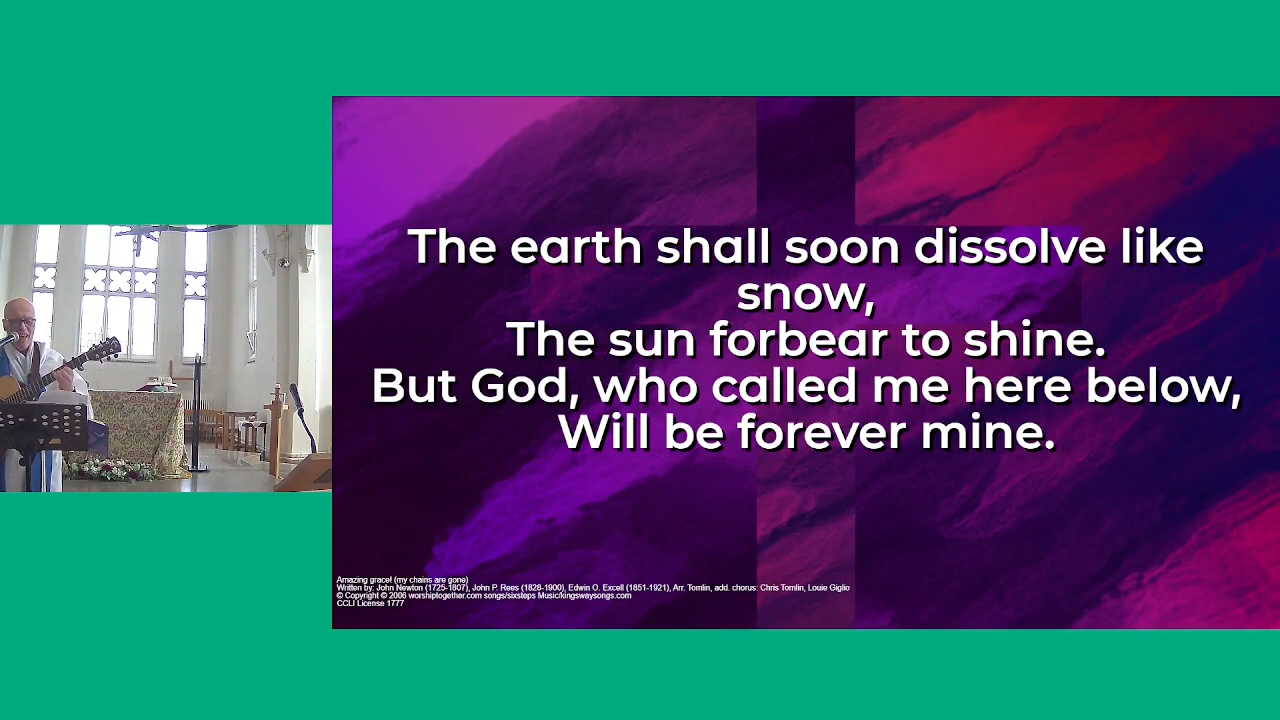 The earth shall soon dissolve like
snow,
The sun forbear to shine.
But God, who called me here below,
Will be forever mine.
Amazing grace! (my chains are gone)
Written by: John Newton (1725-1807), John P. Rees (1828-1900), Edwin O. Excell (1851-1921), Arr. Tomlin, add. chorus: Chris Tomlin, Louie Giglio
© Copyright © 2006 worshiptogether.com songs/sixsteps Music/kingswaysongs.com
CCLI License 1777